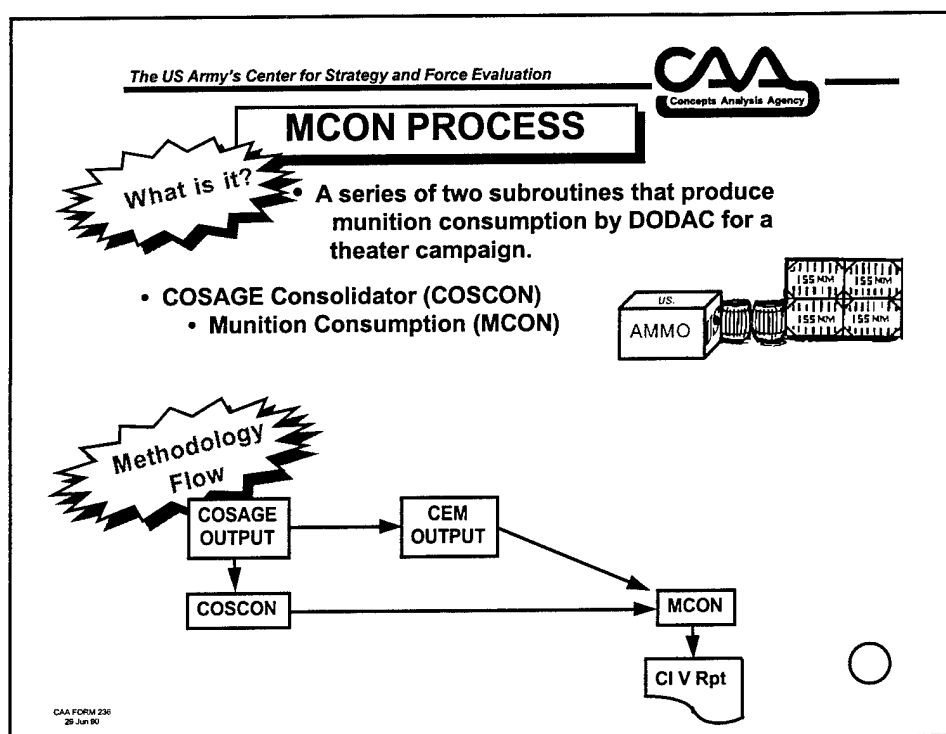 The US Army's Center for Strategy and Force Evaluation
CAA
Concepts Analysis Agency
MCON PROCESS
What is it?
• A series of two subroutines that produce
munition consumption by DODAC for a
theater campaign.
• COSAGE Consolidator (COSCON)
• Munition Consumption (MCON)
US.
AMMO
155 MM 155 MM
155 MM 155 MM
Methodology
Flow
COSAGE
OUTPUT
CEM
OUTPUT
COSCON
MCON
CI V Rpt
CAA FORM 236
29 Jun 90